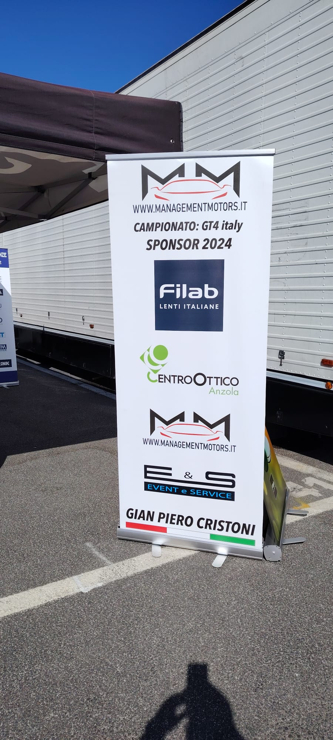 MM
WWW.MANAGEMENTMOTORS.IT
CAMPIONATO: GT4 italy
SPONSOR 2024
Filab
LENTI ITALIANE
CENTROOTTICO
Anzola
MM
WWW.MANAGEMENTMOTORS.IT
E & S
EVENT e SERVICE
GIAN PIERO CRISTONI